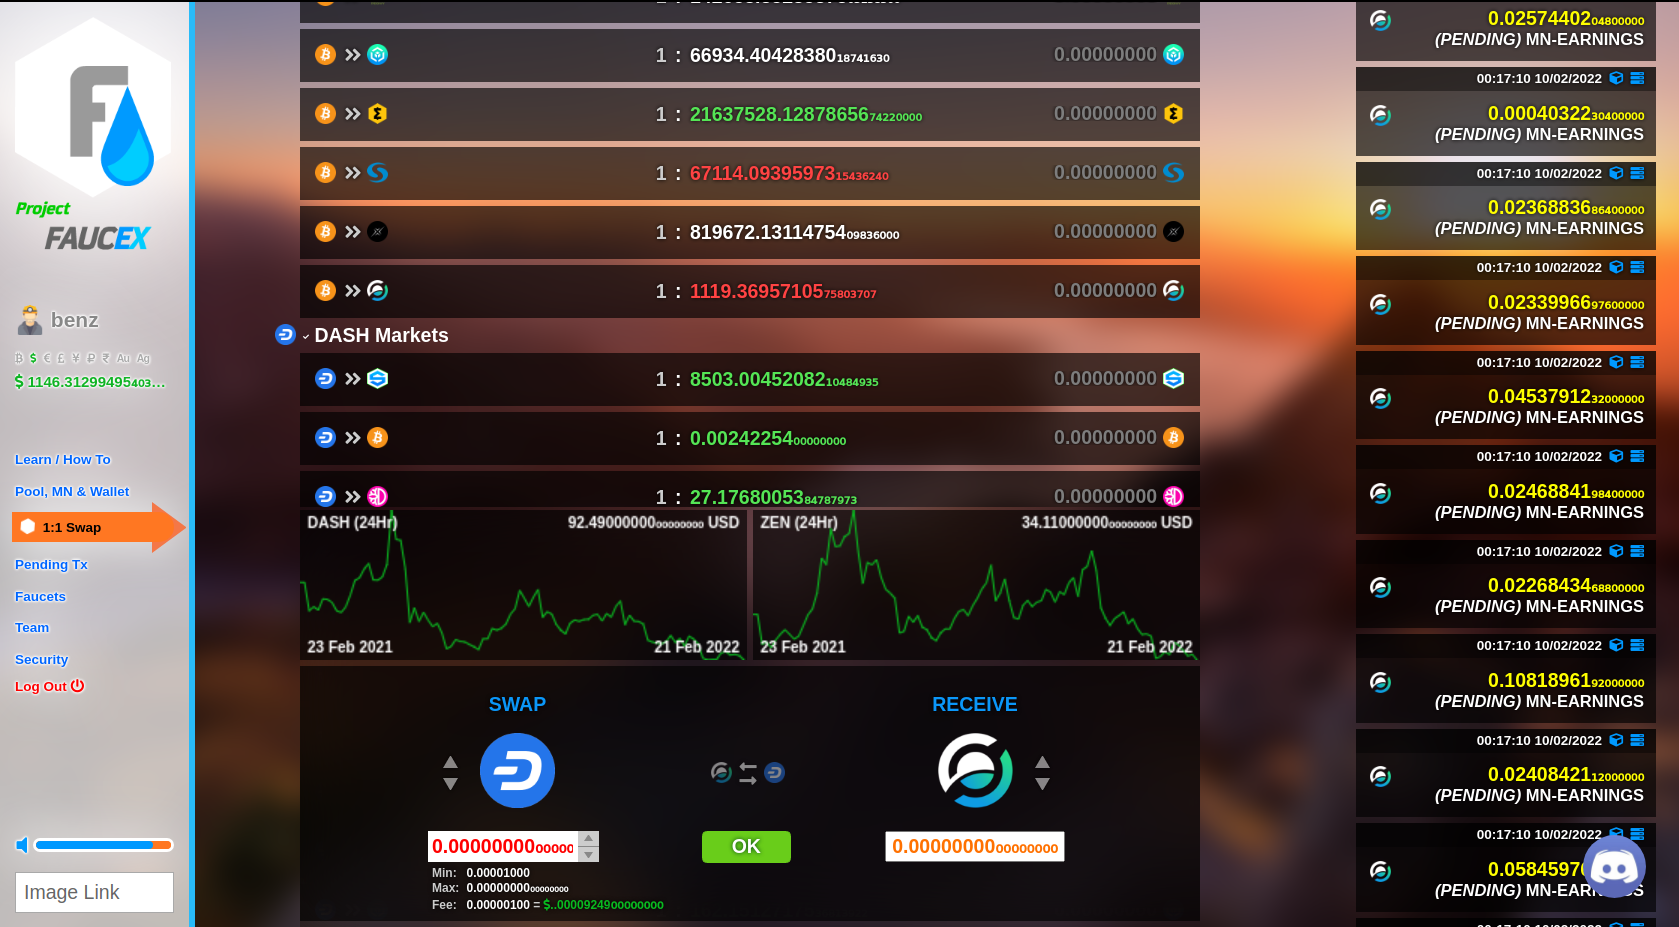 Project
FAUCEX
benz
฿ $ € £ ¥ ₽ ₹ Au Ag
$ 1146.31299495403...
Learn / How To
Pool, MN & Wallet
1:1 Swap
Pending Tx
Faucets
Team
Security
Log Out
Image Link
1 : 66934.4042838018741630 0.00000000
1 : 21637528.1287865674220000 0.00000000
1 : 67114.0939597315436240 0.00000000
1 : 819672.1311475409836000 0.00000000
1 : 1119.3695710575803707 0.00000000
DASH Markets
1 : 8503.0045208210484935 0.00000000
1 : 0.0024225400000000 0.00000000
1 : 27.1768005384787973 0.00000000
DASH (24Hr) 92.4900000000000000 USD
23 Feb 2021 21 Feb 2022
ZEN (24Hr) 34.1100000000000000 USD
23 Feb 2021 21 Feb 2022
SWAP
RECEIVE
0.0000000000000
OK
0.0000000000000000
Min: 0.00001000
Max: 0.0000000000000000
Fee: 0.00000100 = $..0000924900000000
0.0257440204800000
(PENDING) MN-EARNINGS
00:17:10 10/02/2022
0.0004032230400000
(PENDING) MN-EARNINGS
00:17:10 10/02/2022
0.0236883686400000
(PENDING) MN-EARNINGS
00:17:10 10/02/2022
0.0233996697600000
(PENDING) MN-EARNINGS
00:17:10 10/02/2022
0.0453791232000000
(PENDING) MN-EARNINGS
00:17:10 10/02/2022
0.0246884198400000
(PENDING) MN-EARNINGS
00:17:10 10/02/2022
0.0226843468800000
(PENDING) MN-EARNINGS
00:17:10 10/02/2022
0.1081896192000000
(PENDING) MN-EARNINGS
00:17:10 10/02/2022
0.0240842112000000
(PENDING) MN-EARNINGS
00:17:10 10/02/2022
0.0584597
(PENDING) MN-EARNINGS